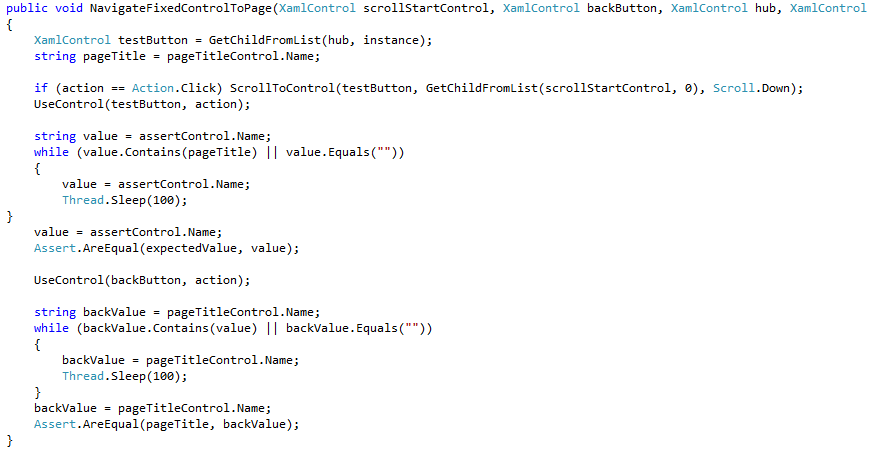 public void NavigateFixedControlToPage(XamlControl scrollStartControl, XamlControl backButton, XamlControl hub, XamlControl
{
    XamlControl testButton = GetChildFromList(hub, instance);
    string pageTitle = pageTitleControl.Name;

    if (action == Action.Click) ScrollToControl(testButton, GetChildFromList(scrollStartControl, 0), Scroll.Down);
    UseControl(testButton, action);

    string value = assertControl.Name;
    while (value.Contains(pageTitle) || value.Equals(""))
    {
        value = assertControl.Name;
        Thread.Sleep(100);
}
    value = assertControl.Name;
    Assert.AreEqual(expectedValue, value);

    UseControl(backButton, action);

    string backValue = pageTitleControl.Name;
    while (backValue.Contains(value) || backValue.Equals(""))
    {
        backValue = pageTitleControl.Name;
        Thread.Sleep(100);
    }
    backValue = pageTitleControl.Name;
    Assert.AreEqual(pageTitle, backValue);
}